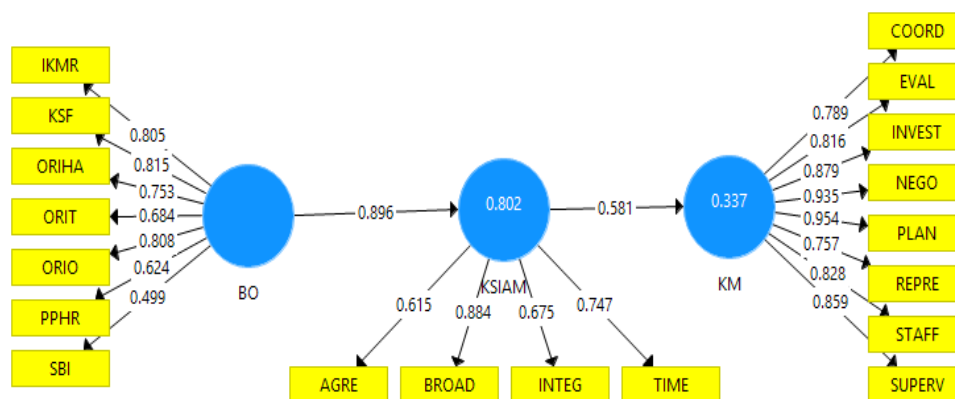 IKMR
KSF
ORIHA
ORIT
ORIO
PPHR
SBI
0.805
0.815
0.753
0.684
0.808
0.624
0.499
BO
0.896
0.802
KSIAM
0.615
0.884
0.675
0.747
AGRE
BROAD
INTEG
TIME
0.581
0.337
KM
0.789
0.816
0.879
0.935
0.954
0.757
0.828
0.859
COORD
EVAL
INVEST
NEGO
PLAN
REPRE
STAFF
SUPERV